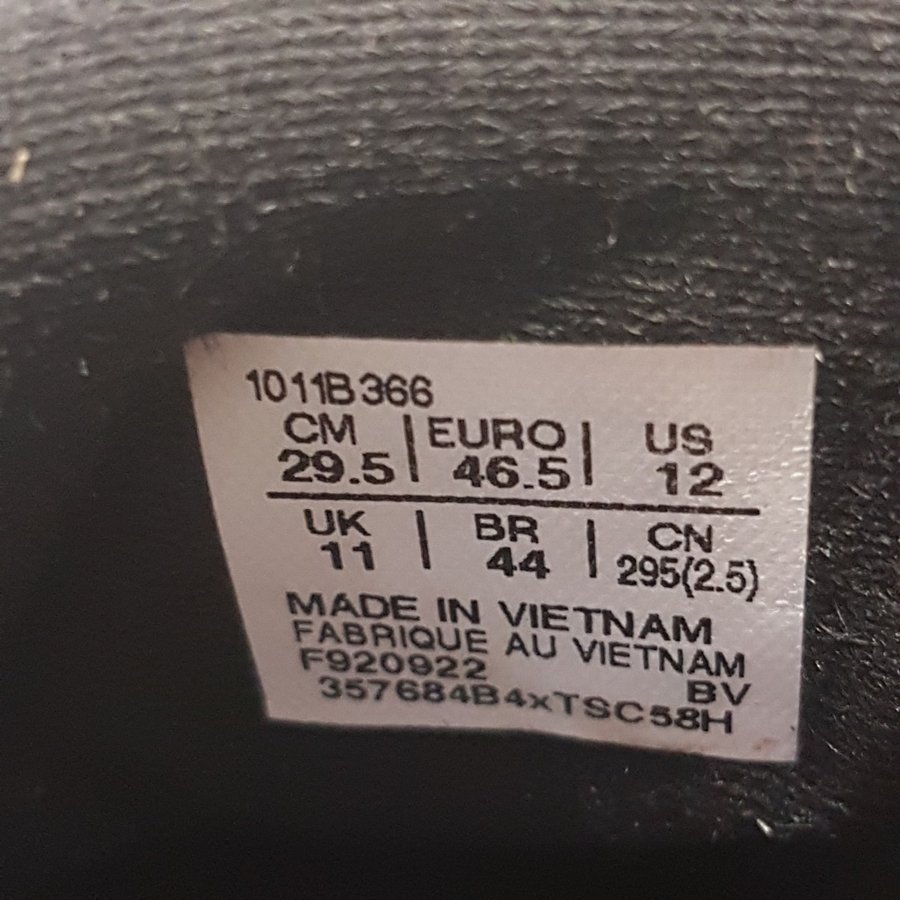 1011B366
CM | EURO | US
29.5 | 46.5 | 12
UK | BR | CN
11 | 44 | 295(2.5)
MADE IN VIETNAM
FABRIQUE AU VIETNAM
F920922 BV
357684B4xTSC58H